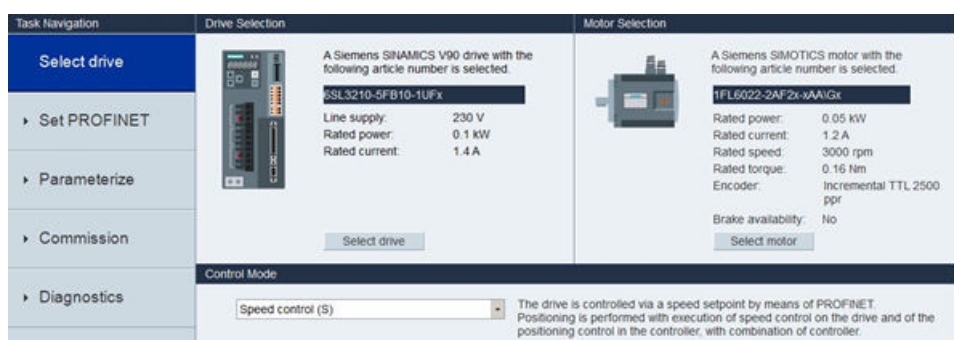 Task Navigation
Select drive
Set PROFINET
Parameterize
Commission
Diagnostics
Drive Selection
A Siemens SINAMICS V90 drive with the
following article number is selected.
6SL3210-5FB10-1UFx
Line supply: 230 V
Rated power: 0.1 kW
Rated current: 1.4 A
Select drive
Motor Selection
A Siemens SIMOTICS motor with the
following article number is selected.
1FL6022-2AF2x-xAA\Gx
Rated power: 0.05 kW
Rated current: 1.2 A
Rated speed: 3000 rpm
Rated torque: 0.16 Nm
Encoder: Incremental TTL 2500
ppr
Brake availability: No
Select motor
Control Mode
Speed control (S)
The drive is controlled via a speed setpoint by means of PROFINET.
Positioning is performed with execution of speed control on the drive and of the
positioning control in the controller, with combination of controller.